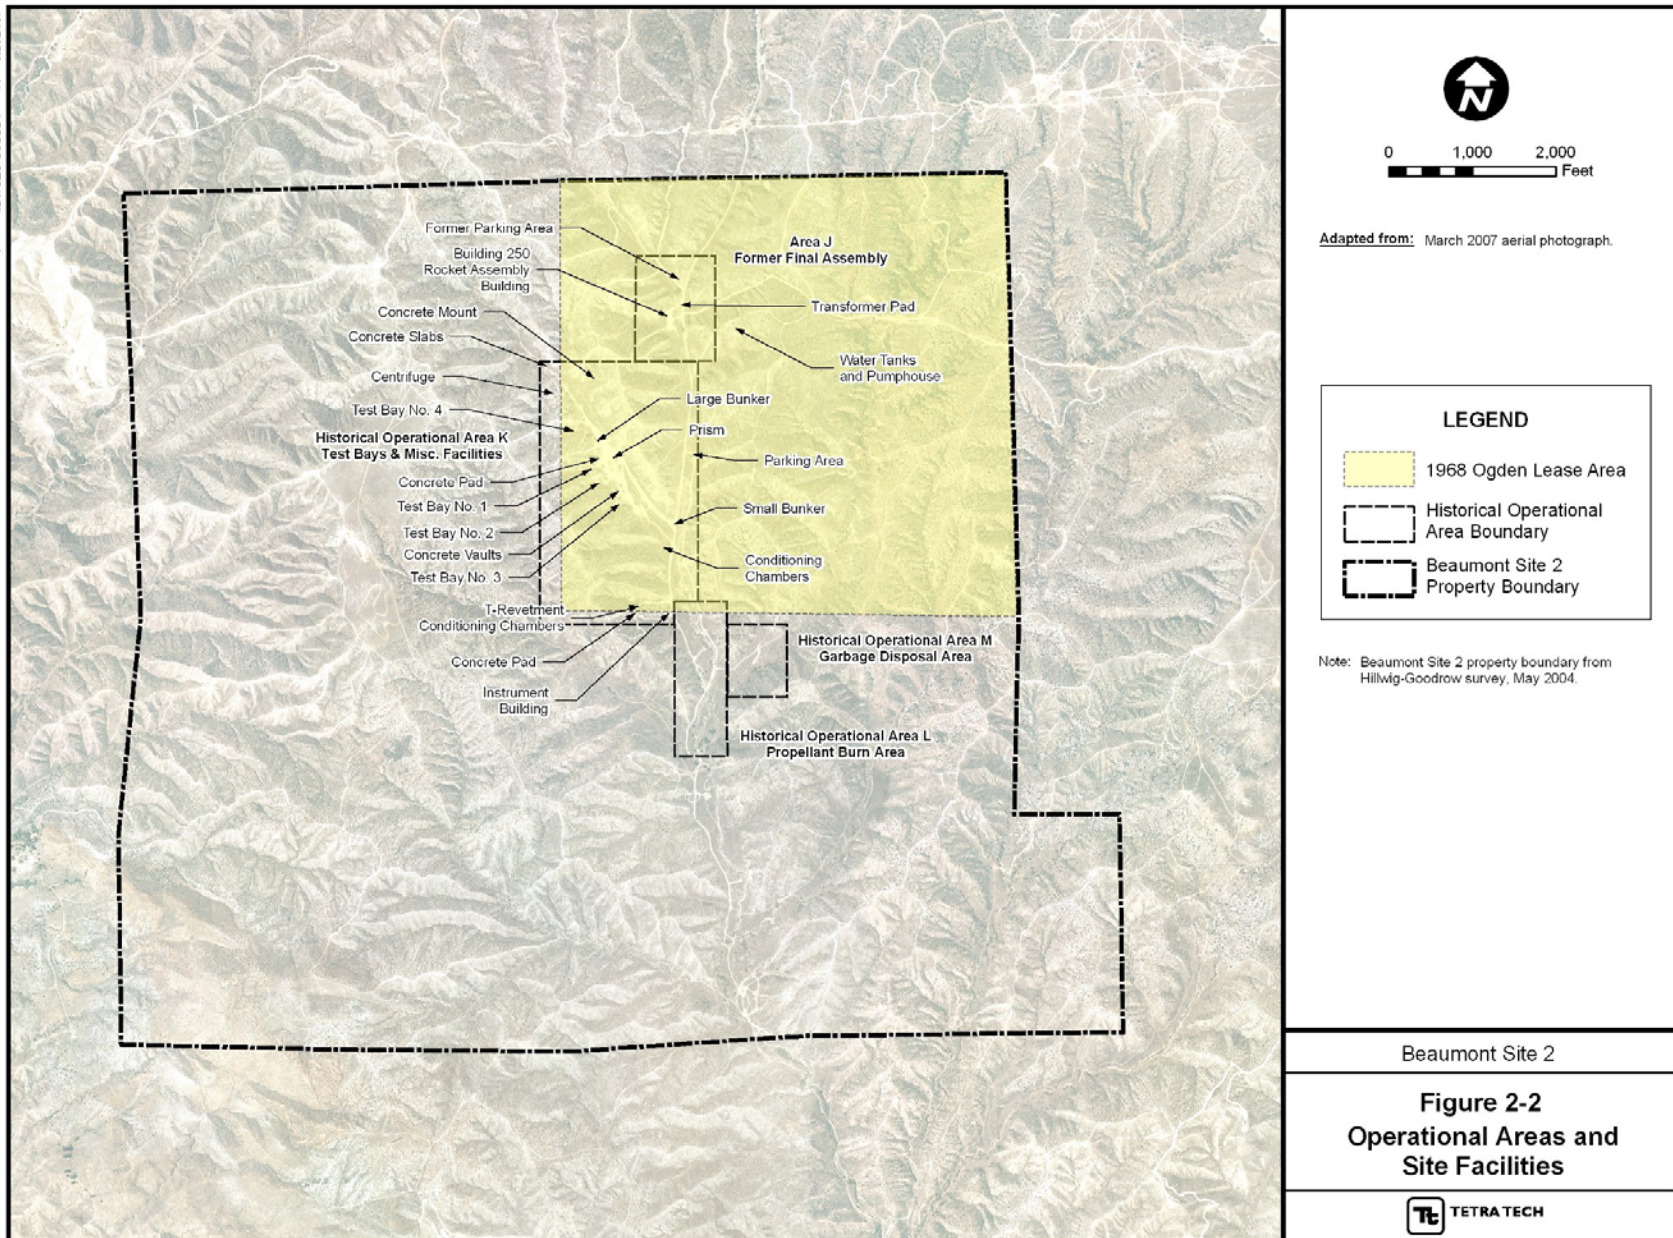 Former Parking Area
Building 250
Rocket Assembly
Building
Concrete Mount
Concrete Slabs
Centrifuge
Test Bay No. 4
Historical Operational Area K
Test Bays & Misc. Facilities
Concrete Pad
Test Bay No. 1
Test Bay No. 2
Concrete Vaults
Test Bay No. 3
T-Revetment
Conditioning Chambers
Concrete Pad
Instrument
Building
Area J
Former Final Assembly
Transformer Pad
Water Tanks
and Pumphouse
Large Bunker
Prism
Parking Area
Small Bunker
Conditioning
Chambers
Historical Operational Area M
Garbage Disposal Area
Historical Operational Area L
Propellant Burn Area
N
0 1,000 2,000
Feet
Adapted from: March 2007 aerial photograph.
LEGEND
1968 Ogden Lease Area
Historical Operational
Area Boundary
Beaumont Site 2
Property Boundary
Note: Beaumont Site 2 property boundary from
Hillwig-Goodrow survey, May 2004.
Beaumont Site 2
Figure 2-2
Operational Areas and
Site Facilities
Tt TETRA TECH